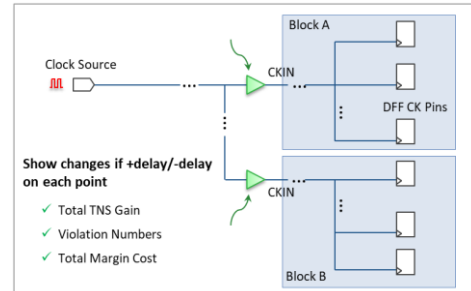 Block A
Clock Source
CKIN
DFF CK Pins
Show changes if +delay/-delay
on each point
✓ Total TNS Gain
✓ Violation Numbers
✓ Total Margin Cost
CKIN
Block B